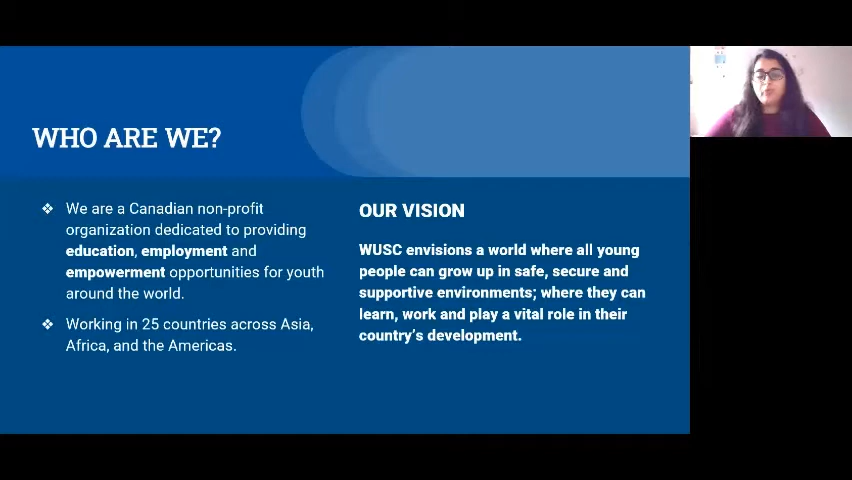 WHO ARE WE?
❖ We are a Canadian non-profit
organization dedicated to providing
education, employment and
empowerment opportunities for youth
around the world.
❖ Working in 25 countries across Asia,
Africa, and the Americas.
OUR VISION
WUSC envisions a world where all young
people can grow up in safe, secure and
supportive environments; where they can
learn, work and play a vital role in their
country's development.